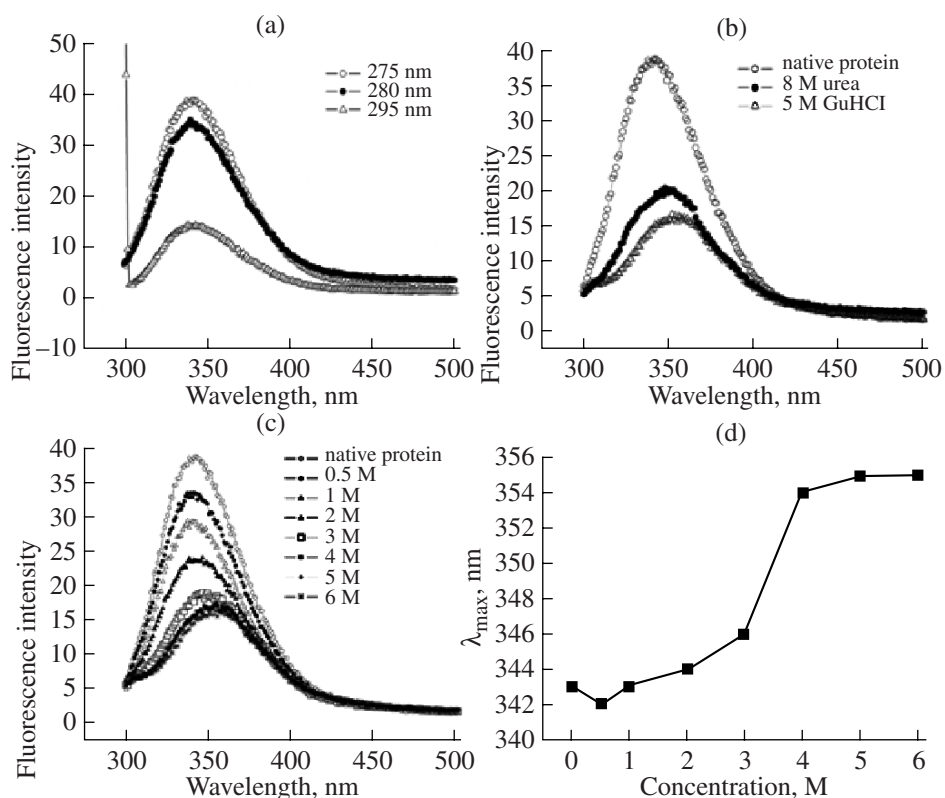 (a)
50
40
30
20
10
0
–10
Fluorescence intensity
275 nm
280 nm
295 nm
300 350 400 450 500
Wavelength, nm
(b)
40
35
30
25
20
15
10
5
0
Fluorescence intensity
native protein
8 M urea
5 M GuHCI
300 350 400 450 500
Wavelength, nm
(c)
40
35
30
25
20
15
10
5
0
Fluorescence intensity
native protein
0.5 M
1 M
2 M
3 M
4 M
5 M
6 M
300 350 400 450 500
Wavelength, nm
(d)
356
354
352
350
348
346
344
342
340
λmax, nm
0 1 2 3 4 5 6
Concentration, M